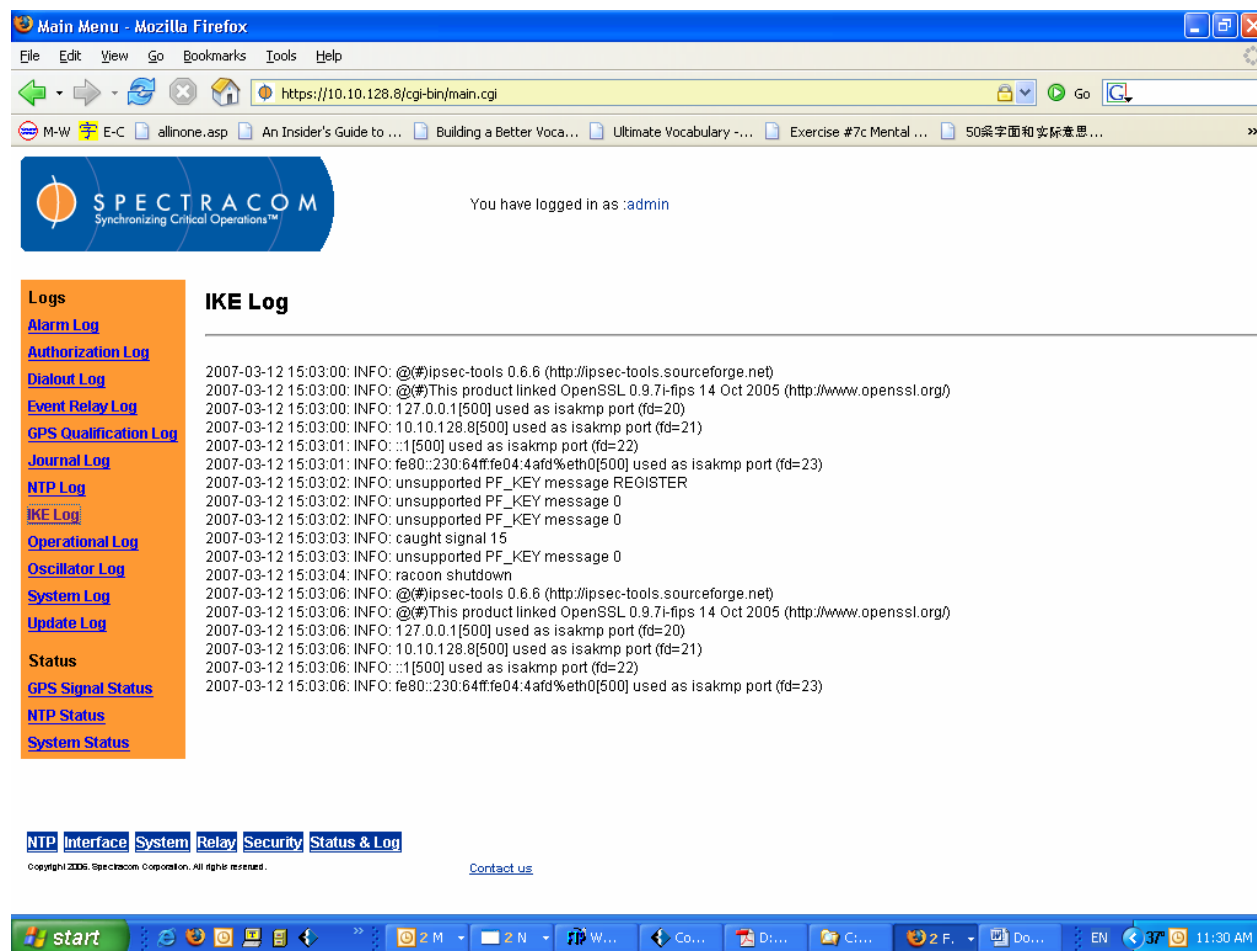 Main Menu - Mozilla Firefox
File Edit View Go Bookmarks Tools Help
https://10.10.128.8/cgi-bin/main.cgi
Go
M-W 字 E-C allinone.asp An Insider's Guide to ... Building a Better Voca... Ultimate Vocabulary -... Exercise #7c Mental ... 50条字面和实际意思... »
SPECTRACOM
Synchronizing Critical Operations™
You have logged in as :admin
Logs
Alarm Log
Authorization Log
Dialout Log
Event Relay Log
GPS Qualification Log
Journal Log
NTP Log
IKE Log
Operational Log
Oscillator Log
System Log
Update Log
Status
GPS Signal Status
NTP Status
System Status
IKE Log
2007-03-12 15:03:00: INFO: @(#)ipsec-tools 0.6.6 (http://ipsec-tools.sourceforge.net)
2007-03-12 15:03:00: INFO: @(#)This product linked OpenSSL 0.9.7i-fips 14 Oct 2005 (http://www.openssl.org/)
2007-03-12 15:03:00: INFO: 127.0.0.1[500] used as isakmp port (fd=20)
2007-03-12 15:03:00: INFO: 10.10.128.8[500] used as isakmp port (fd=21)
2007-03-12 15:03:01: INFO: ::1[500] used as isakmp port (fd=22)
2007-03-12 15:03:01: INFO: fe80::230:64ff:fe04:4afd%eth0[500] used as isakmp port (fd=23)
2007-03-12 15:03:02: INFO: unsupported PF_KEY message REGISTER
2007-03-12 15:03:02: INFO: unsupported PF_KEY message 0
2007-03-12 15:03:02: INFO: unsupported PF_KEY message 0
2007-03-12 15:03:03: INFO: caught signal 15
2007-03-12 15:03:03: INFO: unsupported PF_KEY message 0
2007-03-12 15:03:04: INFO: racoon shutdown
2007-03-12 15:03:06: INFO: @(#)ipsec-tools 0.6.6 (http://ipsec-tools.sourceforge.net)
2007-03-12 15:03:06: INFO: @(#)This product linked OpenSSL 0.9.7i-fips 14 Oct 2005 (http://www.openssl.org/)
2007-03-12 15:03:06: INFO: 127.0.0.1[500] used as isakmp port (fd=20)
2007-03-12 15:03:06: INFO: 10.10.128.8[500] used as isakmp port (fd=21)
2007-03-12 15:03:06: INFO: ::1[500] used as isakmp port (fd=22)
2007-03-12 15:03:06: INFO: fe80::230:64ff:fe04:4afd%eth0[500] used as isakmp port (fd=23)
NTP Interface System Relay Security Status & Log
Copyright 2006. Spectracom Corporation. All rights reserved.
Contact us
start » 2 M 2 N W... Co... D:... C:... 2 F. Do... EN 37° 11:30 AM